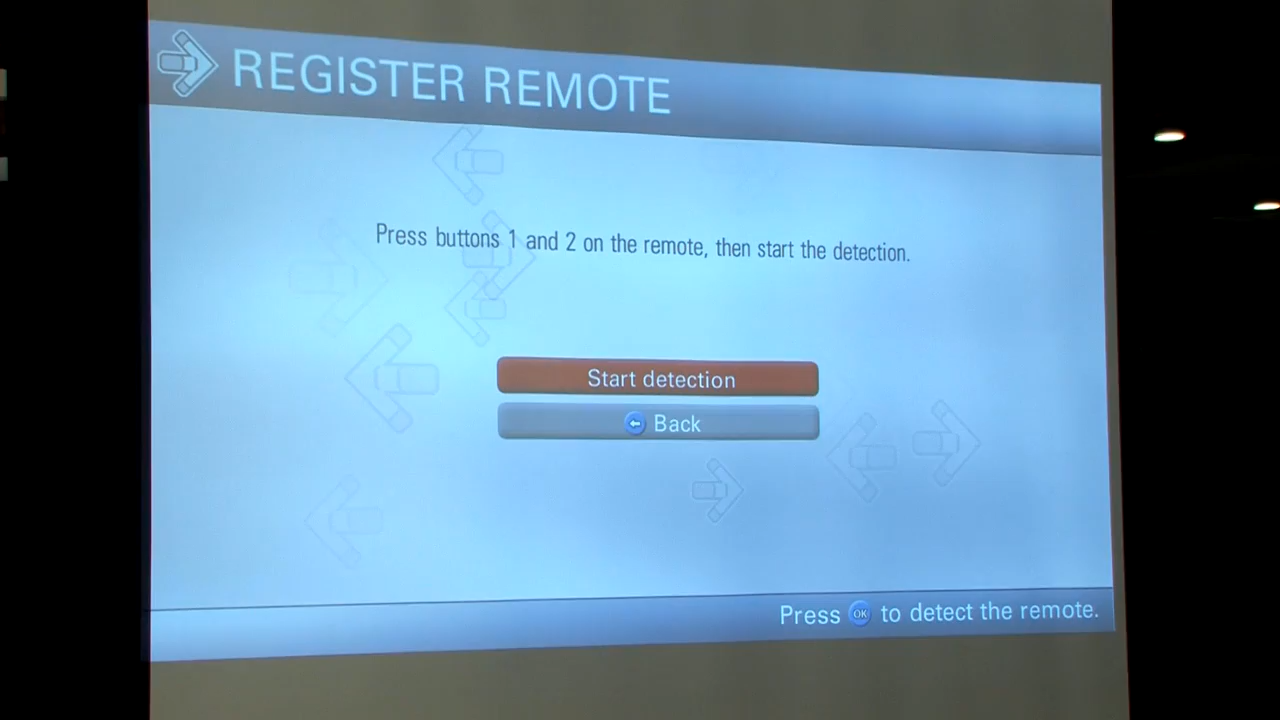 REGISTER REMOTE
Press buttons 1 and 2 on the remote, then start the detection.
Start detection
Back
Press OK to detect the remote.